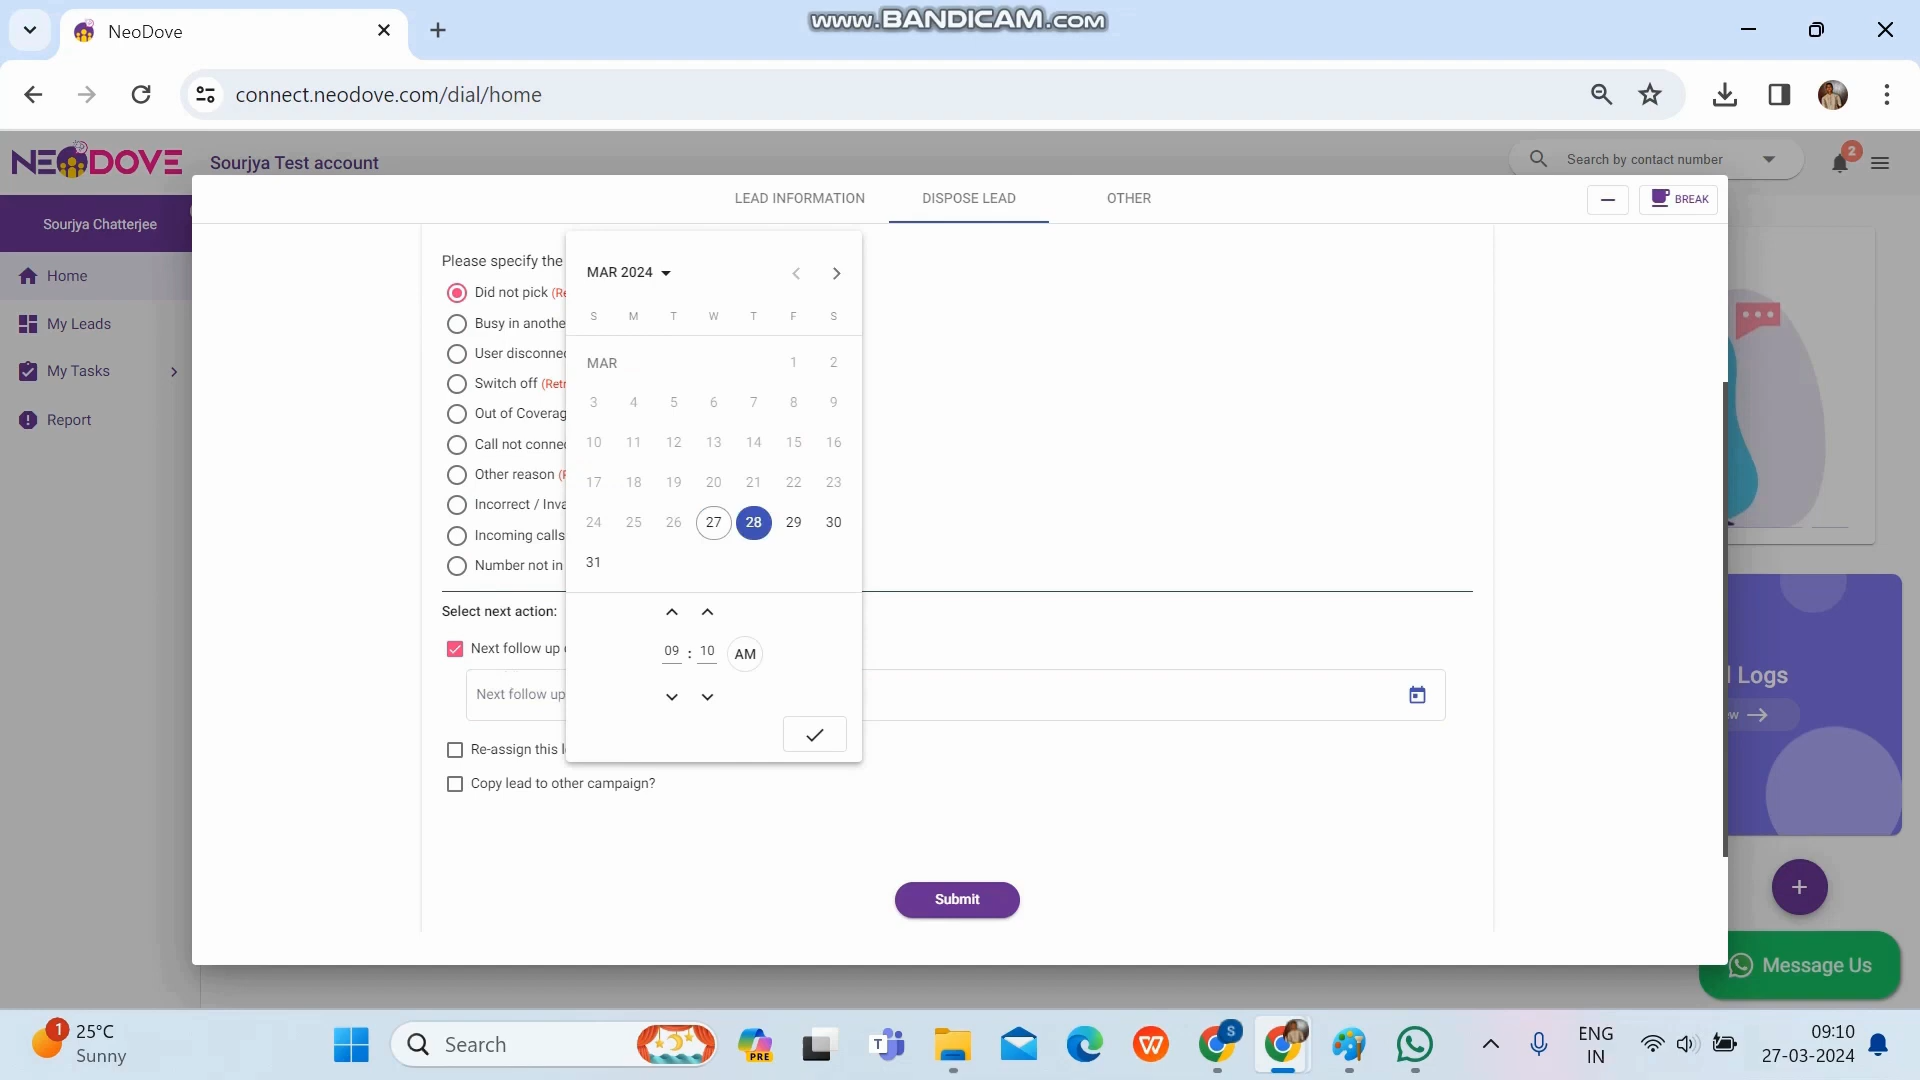 NeoDove
www.BANDICAM.com
connect.neodove.com/dial/home
NEODOVE
Sourjya Test account
Search by contact number
2
Sourjya Chatterjee
Home
My Leads
My Tasks
Report
LEAD INFORMATION
DISPOSE LEAD
OTHER
BREAK
Please specify the
Did not pick (Re
Busy in anothe
User disconnec
Switch off (Retr
Out of Coverag
Call not connec
Other reason (R
Incorrect / Inva
Incoming calls
Number not in
MAR 2024
S M T W T F S
MAR 1 2
3 4 5 6 7 8 9
10 11 12 13 14 15 16
17 18 19 20 21 22 23
24 25 26 27 28 29 30
31
09 : 10 AM
Select next action:
Next follow up
Next follow up
Re-assign this l
Copy lead to other campaign?
Submit
Logs
Message Us
1
25°C
Sunny
Search
PRE
T
W
S
ENG
IN
09:10
27-03-2024